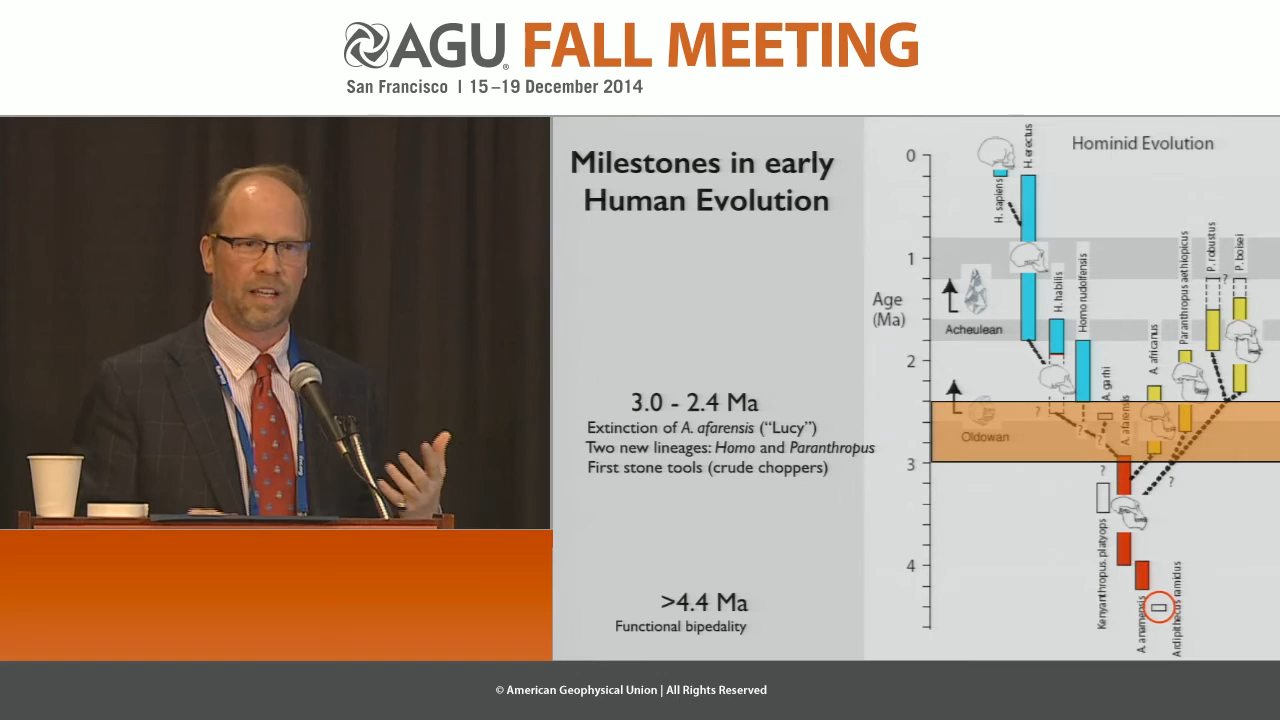 AGU FALL MEETING
San Francisco | 15–19 December 2014
Milestones in early
Human Evolution
3.0 - 2.4 Ma
Extinction of A. afarensis (“Lucy”)
Two new lineages: Homo and Paranthropus
First stone tools (crude choppers)
>4.4 Ma
Functional bipedality
Hominid Evolution
Age
(Ma)
0
1
2
3
4
H. sapiens
H. erectus
H. habilis
Homo rudolfensis
A. garhi
A. afarensis
A. africanus
Paranthropus aethiopicus
P. robustus
P. boisei
?
Acheulean
Oldowan
?
?
?
?
?
Kenyanthropus platyops
A. anamensis
Ardipithecus ramidus
© American Geophysical Union | All Rights Reserved